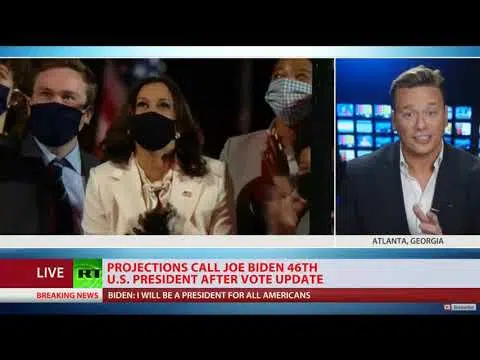 ATLANTA, GEORGIA
LIVE
RT
PROJECTIONS CALL JOE BIDEN 46TH
U.S. PRESIDENT AFTER VOTE UPDATE
BREAKING NEWS
BIDEN: I WILL BE A PRESIDENT FOR ALL AMERICANS